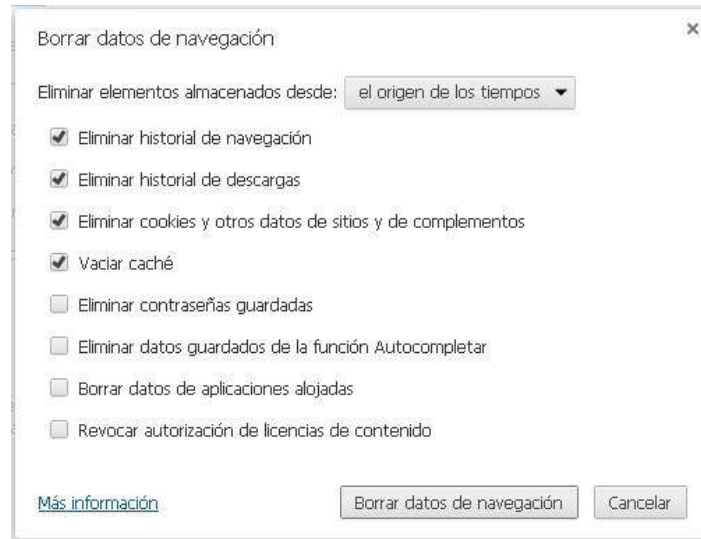 Borrar datos de navegación
Eliminar elementos almacenados desde: el origen de los tiempos
Eliminar historial de navegación
Eliminar historial de descargas
Eliminar cookies y otros datos de sitios y de complementos
Vaciar caché
Eliminar contraseñas guardadas
Eliminar datos guardados de la función Autocompletar
Borrar datos de aplicaciones alojadas
Revocar autorización de licencias de contenido
Más información Borrar datos de navegación Cancelar